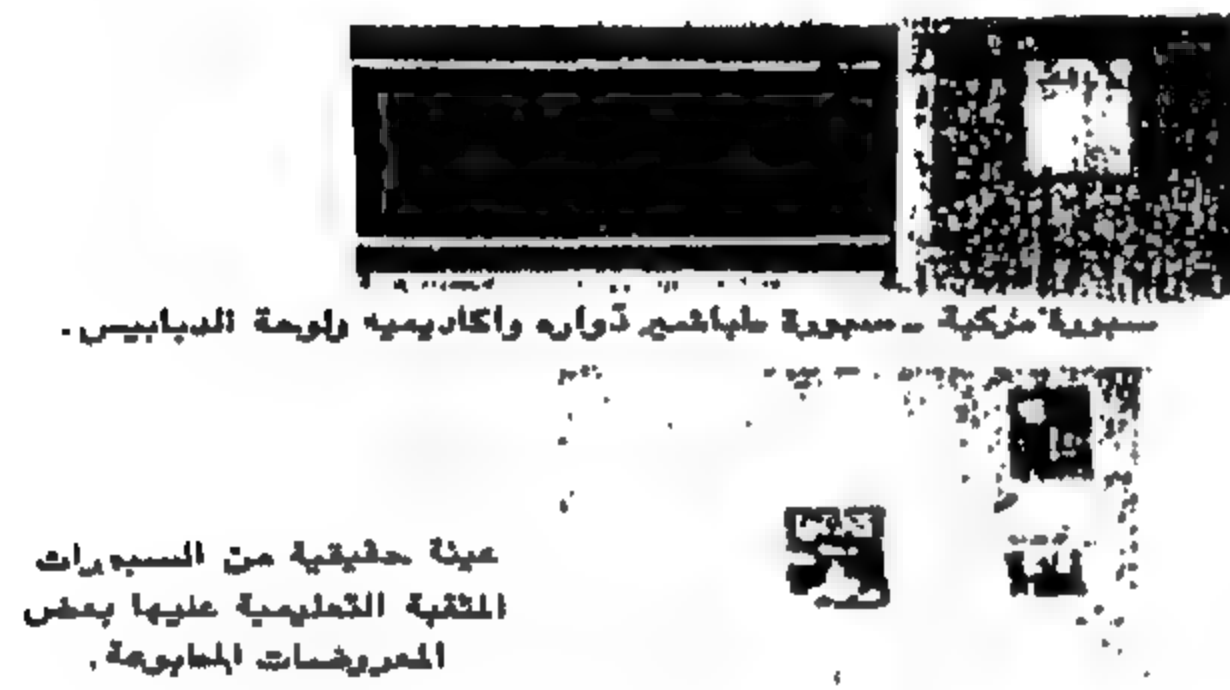 سبورة مركبة - سبورة طباشير دواره واكاديميه ولوحة الدبابيس.
عينة حقيقية من السبورات
المثقبة التعليمية عليها بعض
المعروضات المطبوعة.